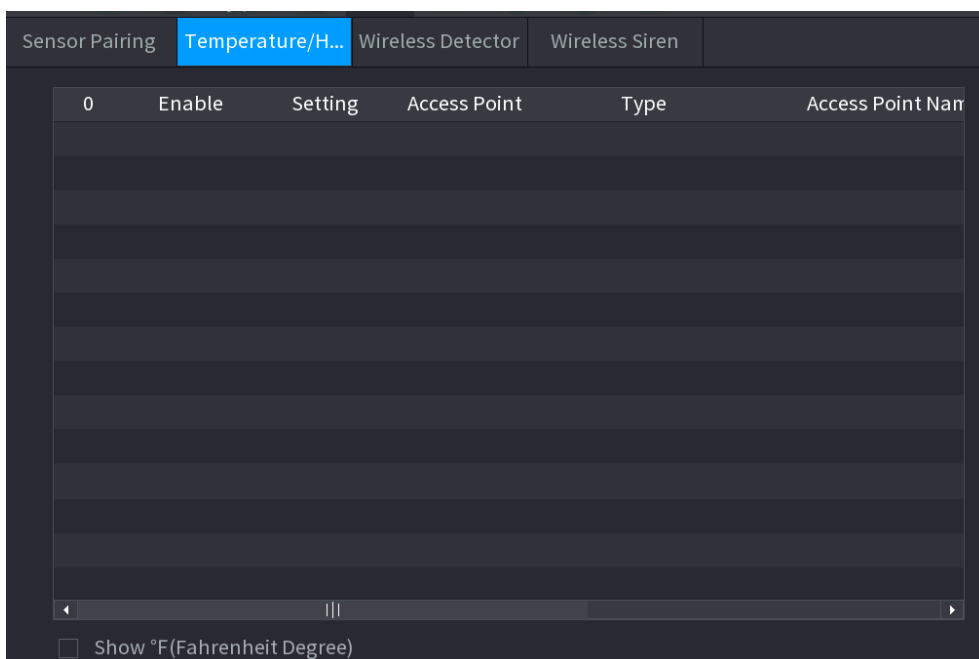 Sensor Pairing Temperature/H... Wireless Detector Wireless Siren
0 Enable Setting Access Point Type Access Point Nam
Show °F(Fahrenheit Degree)